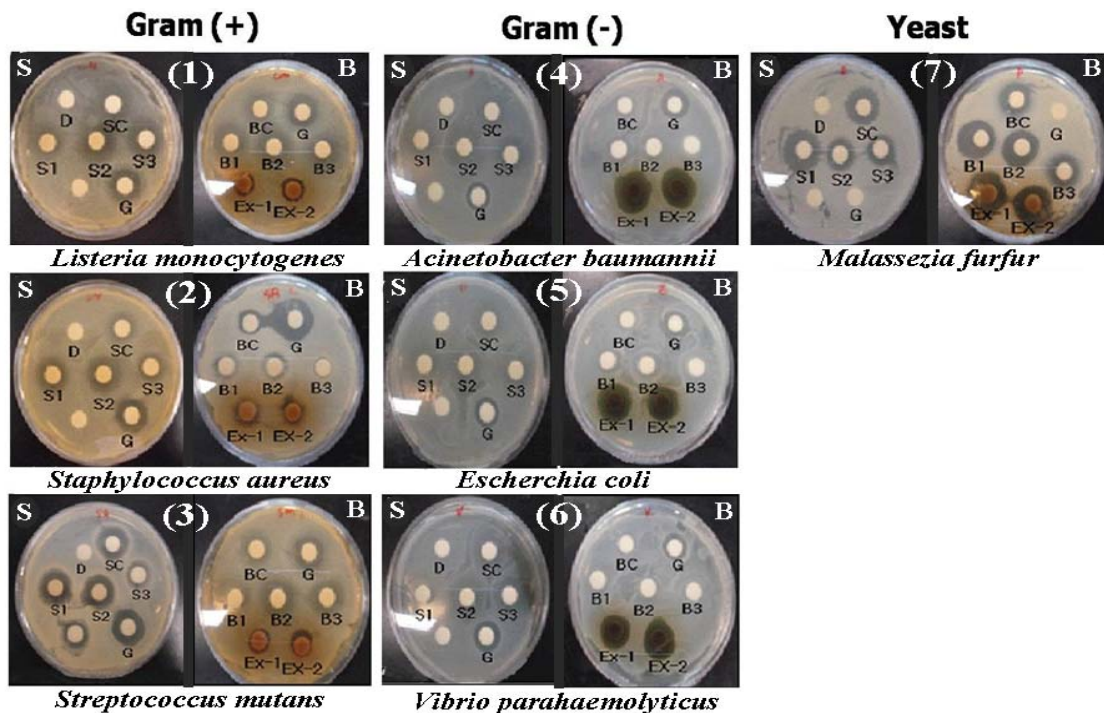 Gram (+)
Gram (-)
Yeast
S (1) B
D SC
S1 S2 S3
G
BC G
B1 B2 B3
Ex-1 EX-2
Listeria monocytogenes
S (4) B
D SC
S1 S2 S3
G
BC G
B1 B2 B3
Ex-1 EX-2
Acinetobacter baumannii
S (7) B
D SC
S1 S2 S3
G
BC G
B1 B2 B3
Ex-1 EX-2
Malassezia furfur
S (2) B
D SC
S1 S2 S3
G
BC G
B1 B2 B3
Ex-1 EX-2
Staphylococcus aureus
S (5) B
D SC
S1 S2 S3
G
BC G
B1 B2 B3
Ex-1 EX-2
Escherchia coli
S (3) B
D SC
S1 S2 S3
G
BC G
B1 B2 B3
Ex-1 EX-2
Streptococcus mutans
S (6) B
D SC
S1 S2 S3
G
BC G
B1 B2 B3
Ex-1 EX-2
Vibrio parahaemolyticus